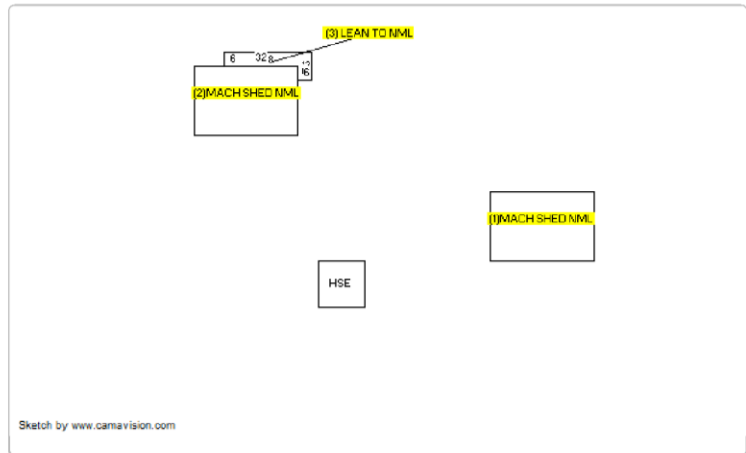 (3) LEAN TO NML
6 32 8
6
(2)MACH SHED NML
(1)MACH SHED NML
HSE
Sketch by www.camavision.com